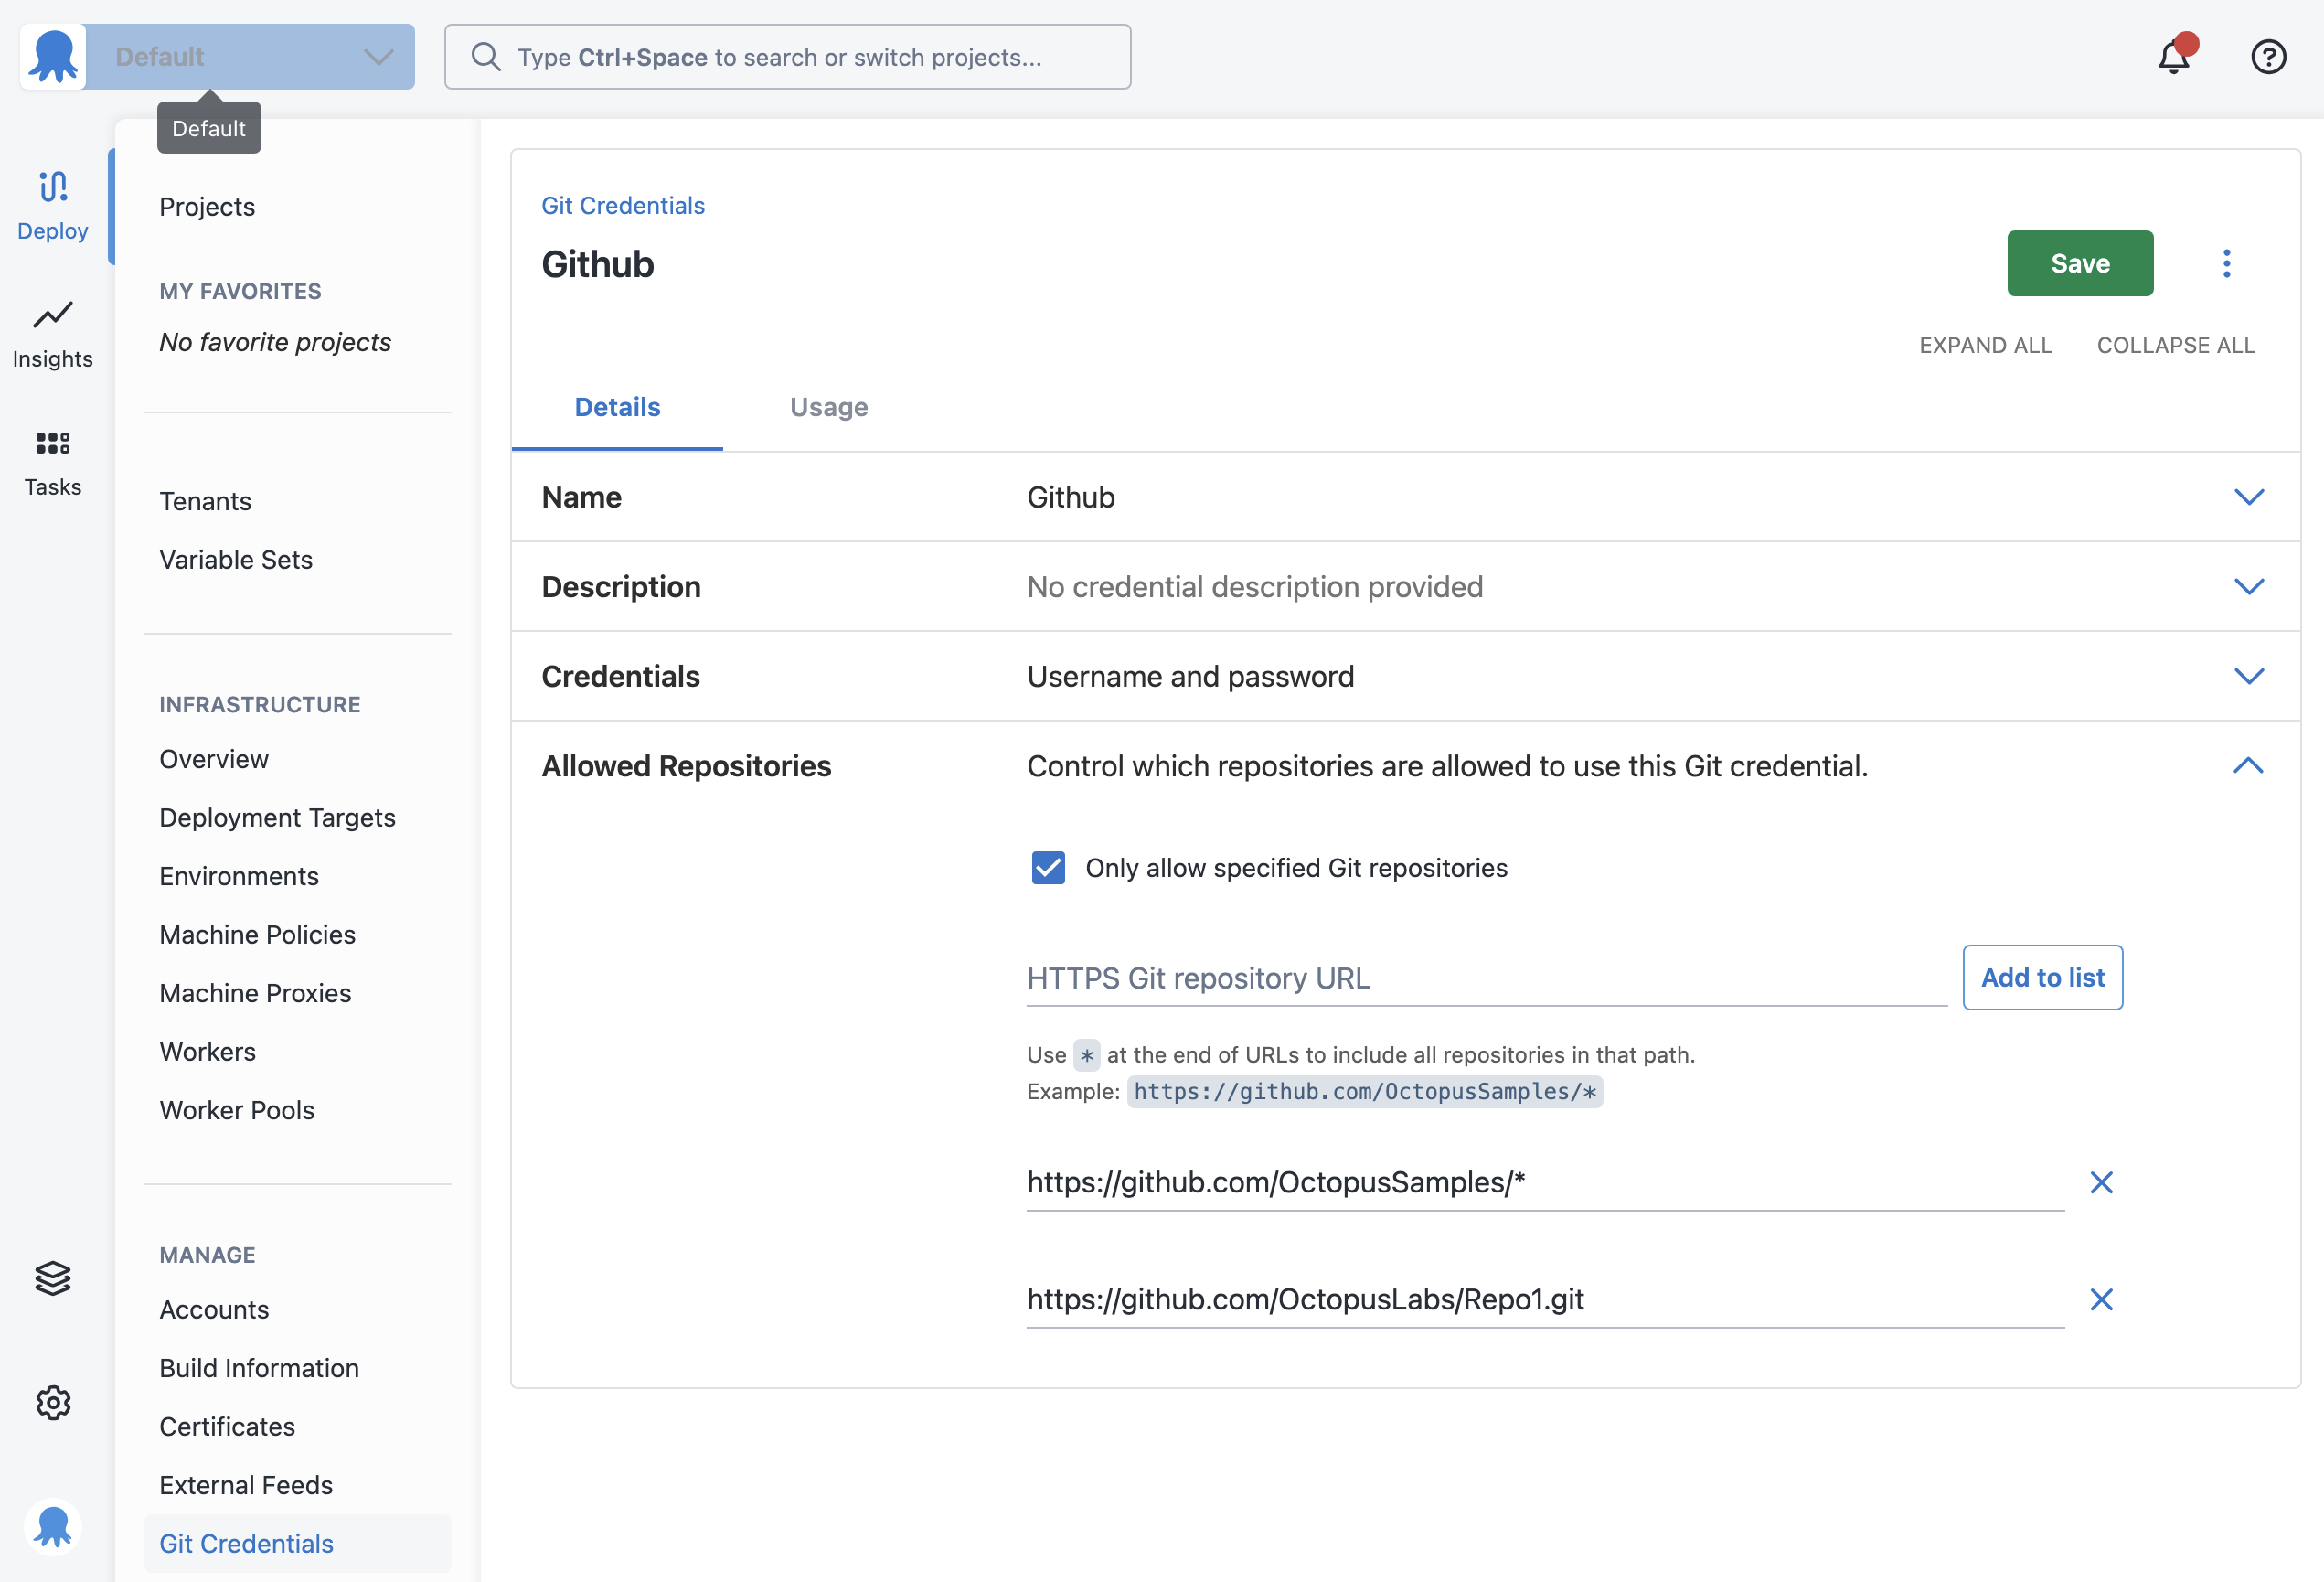 Default
Type Ctrl+Space to search or switch projects...
Default
Deploy
Insights
Tasks
Projects
MY FAVORITES
No favorite projects
Tenants
Variable Sets
INFRASTRUCTURE
Overview
Deployment Targets
Environments
Machine Policies
Machine Proxies
Workers
Worker Pools
MANAGE
Accounts
Build Information
Certificates
External Feeds
Git Credentials
Git Credentials
Github
Save
EXPAND ALL COLLAPSE ALL
Details Usage
Name Github
Description No credential description provided
Credentials Username and password
Allowed Repositories Control which repositories are allowed to use this Git credential.
Only allow specified Git repositories
HTTPS Git repository URL Add to list
Use * at the end of URLs to include all repositories in that path.
Example: https://github.com/OctopusSamples/*
https://github.com/OctopusSamples/*
https://github.com/OctopusLabs/Repo1.git